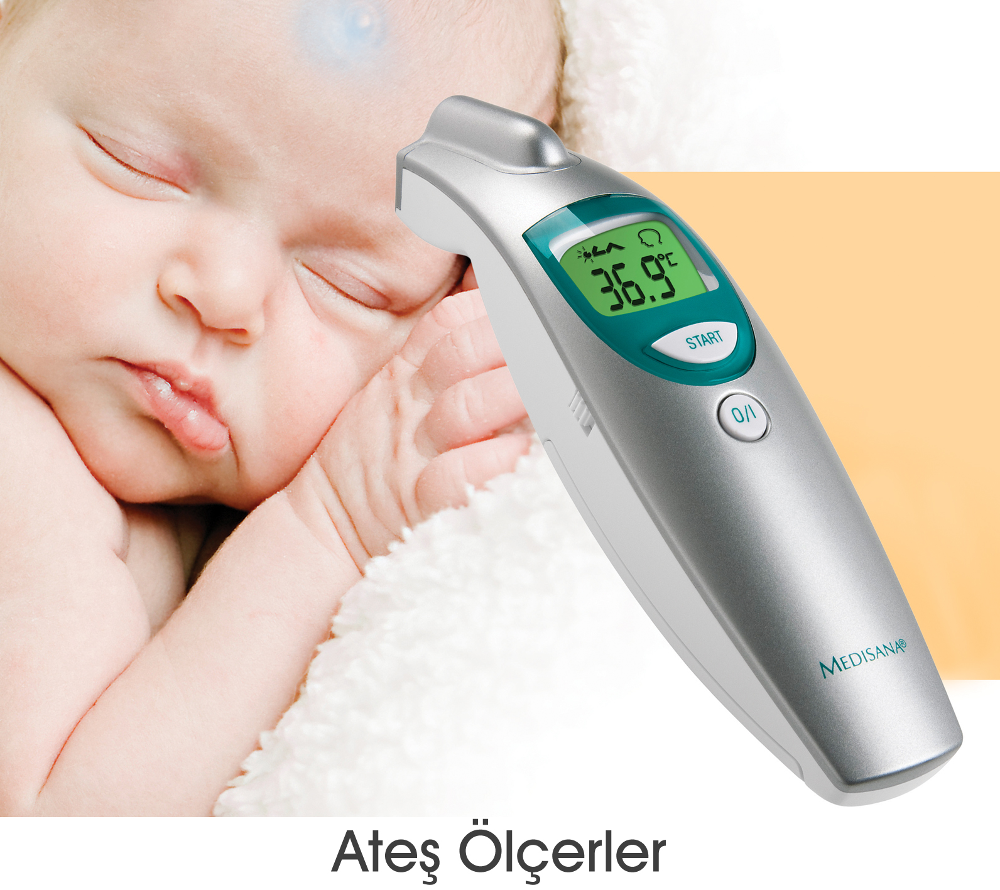 36.9°C
START
0/I
MEDISANA®
Ateş Ölçerler